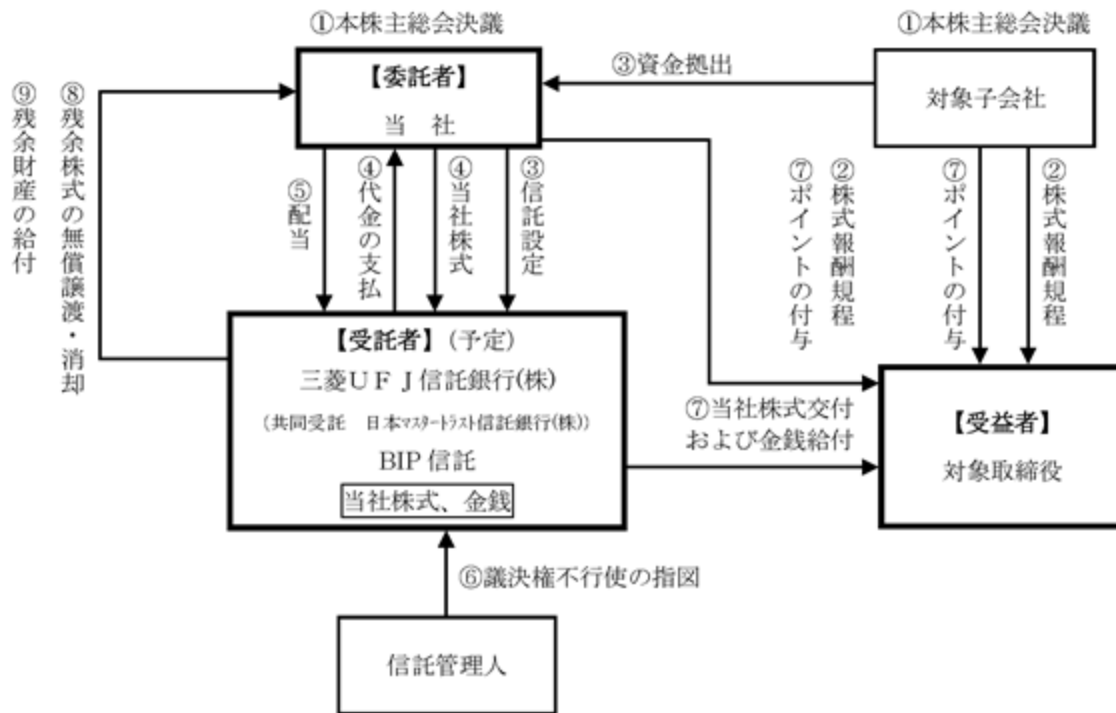 ①本株主総会決議
①本株主総会決議
【委託者】
当　社
③資金拠出
対象子会社
⑨残余財産の給付
⑧残余株式の無償譲渡・消却
⑤配当
④代金の支払
④当社株式
③信託設定
⑦ポイントの付与
②株式報酬規程
⑦ポイントの付与
②株式報酬規程
【受託者】(予定)
三菱ＵＦＪ信託銀行(株)
(共同受託　日本ﾏｽﾀｰﾄﾗｽﾄ信託銀行(株))
BIP 信託
当社株式、金銭
⑦当社株式交付
および金銭給付
【受益者】
対象取締役
⑥議決権不行使の指図
信託管理人